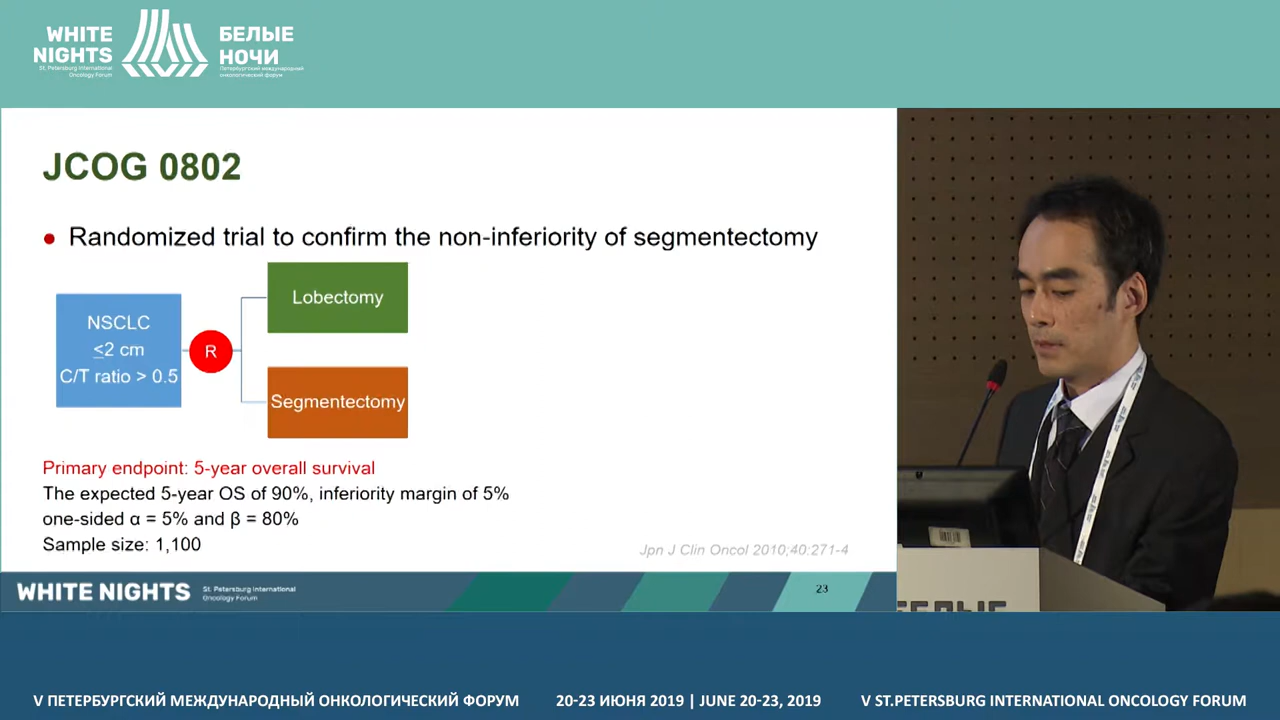 WHITE
NIGHTS
St. Petersburg International
Oncology Forum
БЕЛЫЕ
НОЧИ
Петербургский международный
онкологический форум
JCOG 0802
● Randomized trial to confirm the non-inferiority of segmentectomy
NSCLC
≤2 cm
C/T ratio > 0.5
R
Lobectomy
Segmentectomy
Primary endpoint: 5-year overall survival
The expected 5-year OS of 90%, inferiority margin of 5%
one-sided α = 5% and β = 80%
Sample size: 1,100
Jpn J Clin Oncol 2010;40:271-4
WHITE NIGHTS
St. Petersburg International
Oncology Forum
23
БЕЛЫЕ
V ПЕТЕРБУРГСКИЙ МЕЖДУНАРОДНЫЙ ОНКОЛОГИЧЕСКИЙ ФОРУМ
20-23 ИЮНЯ 2019 | JUNE 20-23, 2019
V ST.PETERSBURG INTERNATIONAL ONCOLOGY FORUM